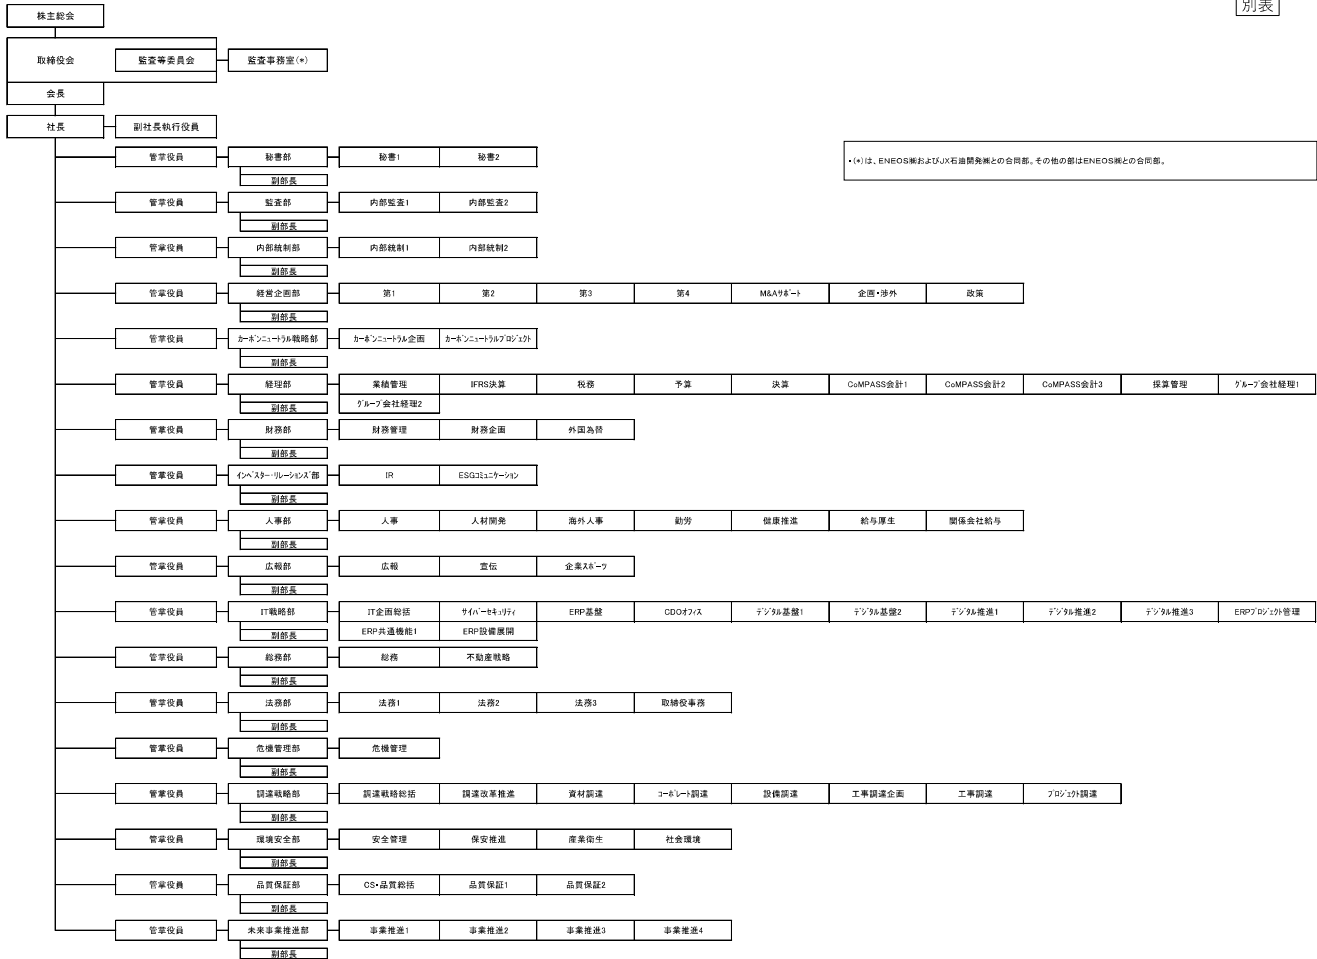 別表
株主総会
取締役会 監査等委員会 監査事務室(*)
会長
社長 副社長執行役員
・(*)は、ENEOS㈱およびJX石油開発㈱との合同部。その他の部はENEOS㈱との合同部。
管掌役員 秘書部 秘書1 秘書2
副部長
管掌役員 監査部 内部監査1 内部監査2
副部長
管掌役員 内部統制部 内部統制1 内部統制2
副部長
管掌役員 経営企画部 第1 第2 第3 第4 M&Aサポート 企画・渉外 政策
副部長
管掌役員 カーボンニュートラル戦略部 カーボンニュートラル企画 カーボンニュートラルプロジェクト
副部長
管掌役員 経理部 業績管理 IFRS決算 税務 予算 決算 CoMPASS会計1 CoMPASS会計2 CoMPASS会計3 採算管理 グループ会社経理1
副部長 グループ会社経理2
管掌役員 財務部 財務管理 財務企画 外国為替
副部長
管掌役員 インベスター・リレーションズ部 IR ESGコミュニケーション
副部長
管掌役員 人事部 人事 人材開発 海外人事 勤労 健康推進 給与厚生 関係会社給与
副部長
管掌役員 広報部 広報 宣伝 企業スポーツ
副部長
管掌役員 IT戦略部 IT企画総括 サイバーセキュリティ ERP基盤 CDOオフィス デジタル基盤1 デジタル基盤2 デジタル推進1 デジタル推進2 デジタル推進3 ERPプロジェクト管理
副部長 ERP共通機能1 ERP設備展開
管掌役員 総務部 総務 不動産戦略
副部長
管掌役員 法務部 法務1 法務2 法務3 取締役事務
副部長
管掌役員 危機管理部 危機管理
副部長
管掌役員 調達戦略部 調達戦略総括 調達改革推進 資材調達 コーポレート調達 設備調達 工事調達企画 工事調達 プロジェクト調達
副部長
管掌役員 環境安全部 安全管理 保安推進 産業衛生 社会環境
副部長
管掌役員 品質保証部 CS・品質総括 品質保証1 品質保証2
副部長
管掌役員 未来事業推進部 事業推進1 事業推進2 事業推進3 事業推進4
副部長